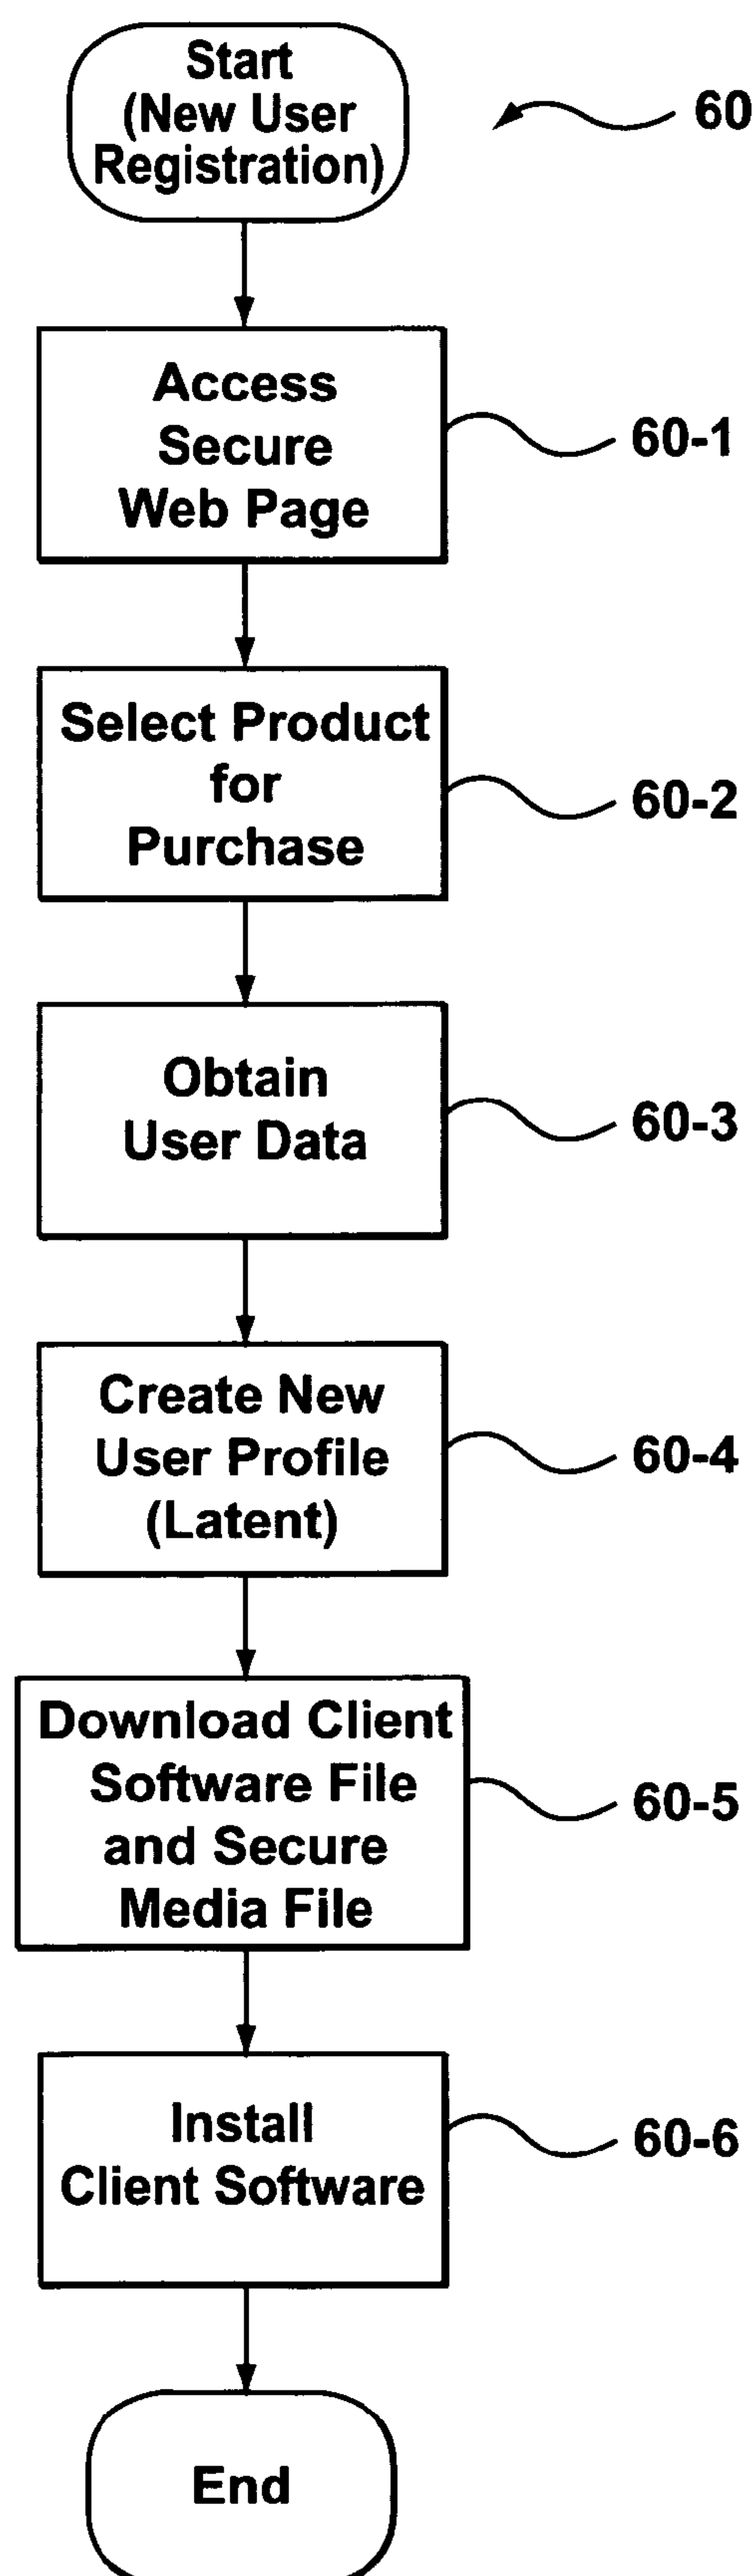 Start
(New User
Registration)
60
Access
Secure
Web Page
60-1
Select Product
for
Purchase
60-2
Obtain
User Data
60-3
Create New
User Profile
(Latent)
60-4
Download Client
Software File
and Secure
Media File
60-5
Install
Client Software
60-6
End